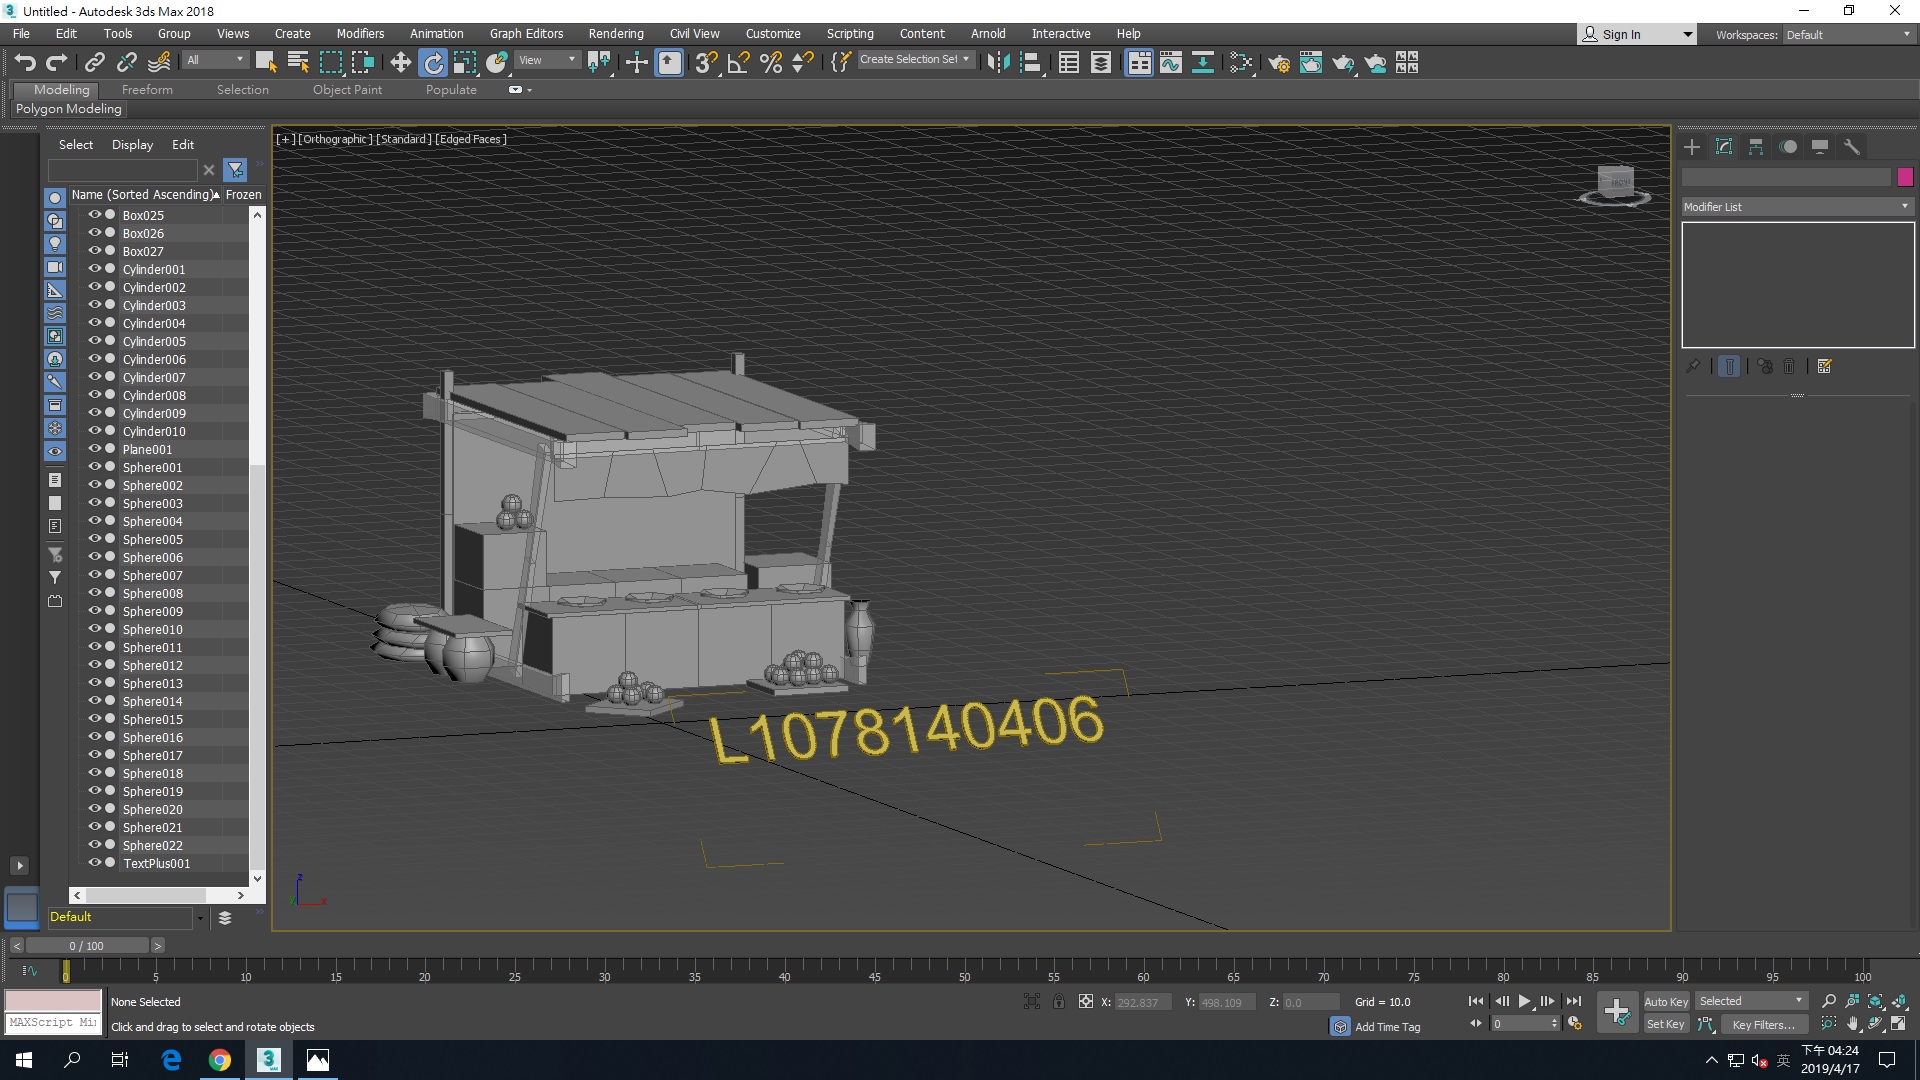 Untitled - Autodesk 3ds Max 2018
File Edit Tools Group Views Create Modifiers Animation Graph Editors Rendering Civil View Customize Scripting Content Arnold Interactive Help
Sign In
Workspaces: Default
All
View
Create Selection Set
Modeling Freeform Selection Object Paint Populate
Polygon Modeling
Select Display Edit
Name (Sorted Ascending) Frozen
Box025
Box026
Box027
Cylinder001
Cylinder002
Cylinder003
Cylinder004
Cylinder005
Cylinder006
Cylinder007
Cylinder008
Cylinder009
Cylinder010
Plane001
Sphere001
Sphere002
Sphere003
Sphere004
Sphere005
Sphere006
Sphere007
Sphere008
Sphere009
Sphere010
Sphere011
Sphere012
Sphere013
Sphere014
Sphere015
Sphere016
Sphere017
Sphere018
Sphere019
Sphere020
Sphere021
Sphere022
TextPlus001
Default
[+] [Orthographic] [Standard] [Edged Faces]
FRONT
L1078140406
z
x
Modifier List
< 0 / 100 >
0 5 10 15 20 25 30 35 40 45 50 55 60 65 70 75 80 85 90 95 100
None Selected
X: 292.837 Y: 498.109 Z: 0.0 Grid = 10.0
Auto Key Selected
MAXScript Mi
Click and drag to select and rotate objects
Add Time Tag
0
Set Key Key Filters...
英
下午 04:24
2019/4/17